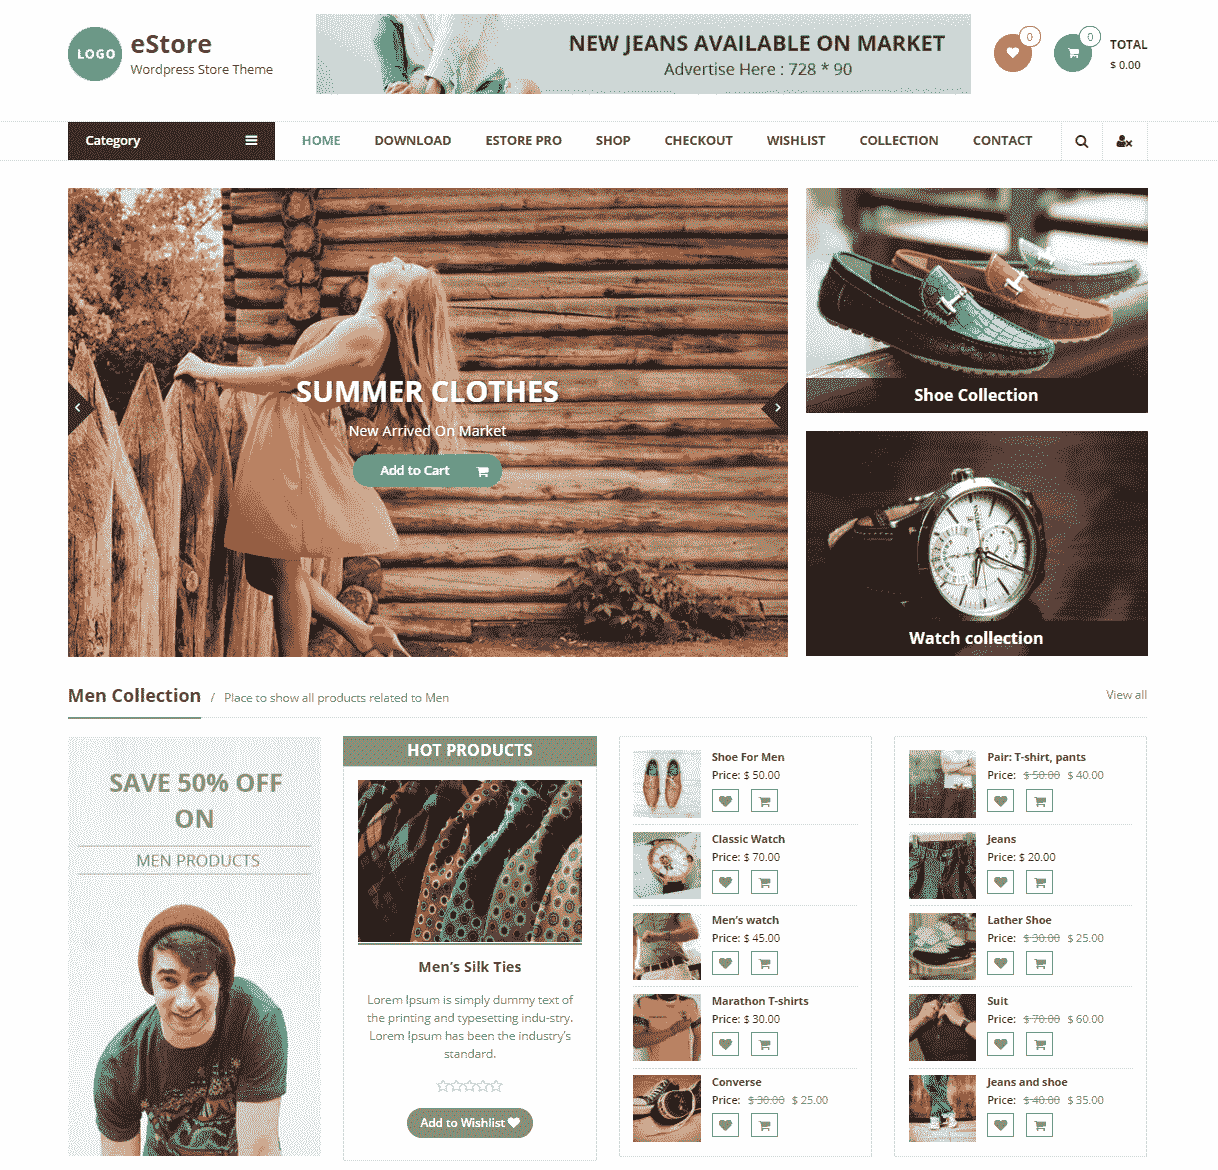 LOGO
eStore
Wordpress Store Theme
NEW JEANS AVAILABLE ON MARKET
Advertise Here : 728 * 90
0
0
TOTAL
$ 0.00
Category
HOME
DOWNLOAD
ESTORE PRO
SHOP
CHECKOUT
WISHLIST
COLLECTION
CONTACT
SUMMER CLOTHES
New Arrived On Market
Add to Cart
Shoe Collection
Watch collection
Men Collection / Place to show all products related to Men
View all
SAVE 50% OFF
ON
MEN PRODUCTS
HOT PRODUCTS
Men's Silk Ties
Lorem Ipsum is simply dummy text of
the printing and typesetting indu-stry.
Lorem Ipsum has been the industry's
standard.
Add to Wishlist
Shoe For Men
Price: $ 50.00
Classic Watch
Price: $ 70.00
Men's watch
Price: $ 45.00
Marathon T-shirts
Price: $ 30.00
Converse
Price: $ 30.00 $ 25.00
Pair: T-shirt, pants
Price: $ 50.00 $ 40.00
Jeans
Price: $ 20.00
Lather Shoe
Price: $ 30.00 $ 25.00
Suit
Price: $ 70.00 $ 60.00
Jeans and shoe
Price: $ 40.00 $ 35.00